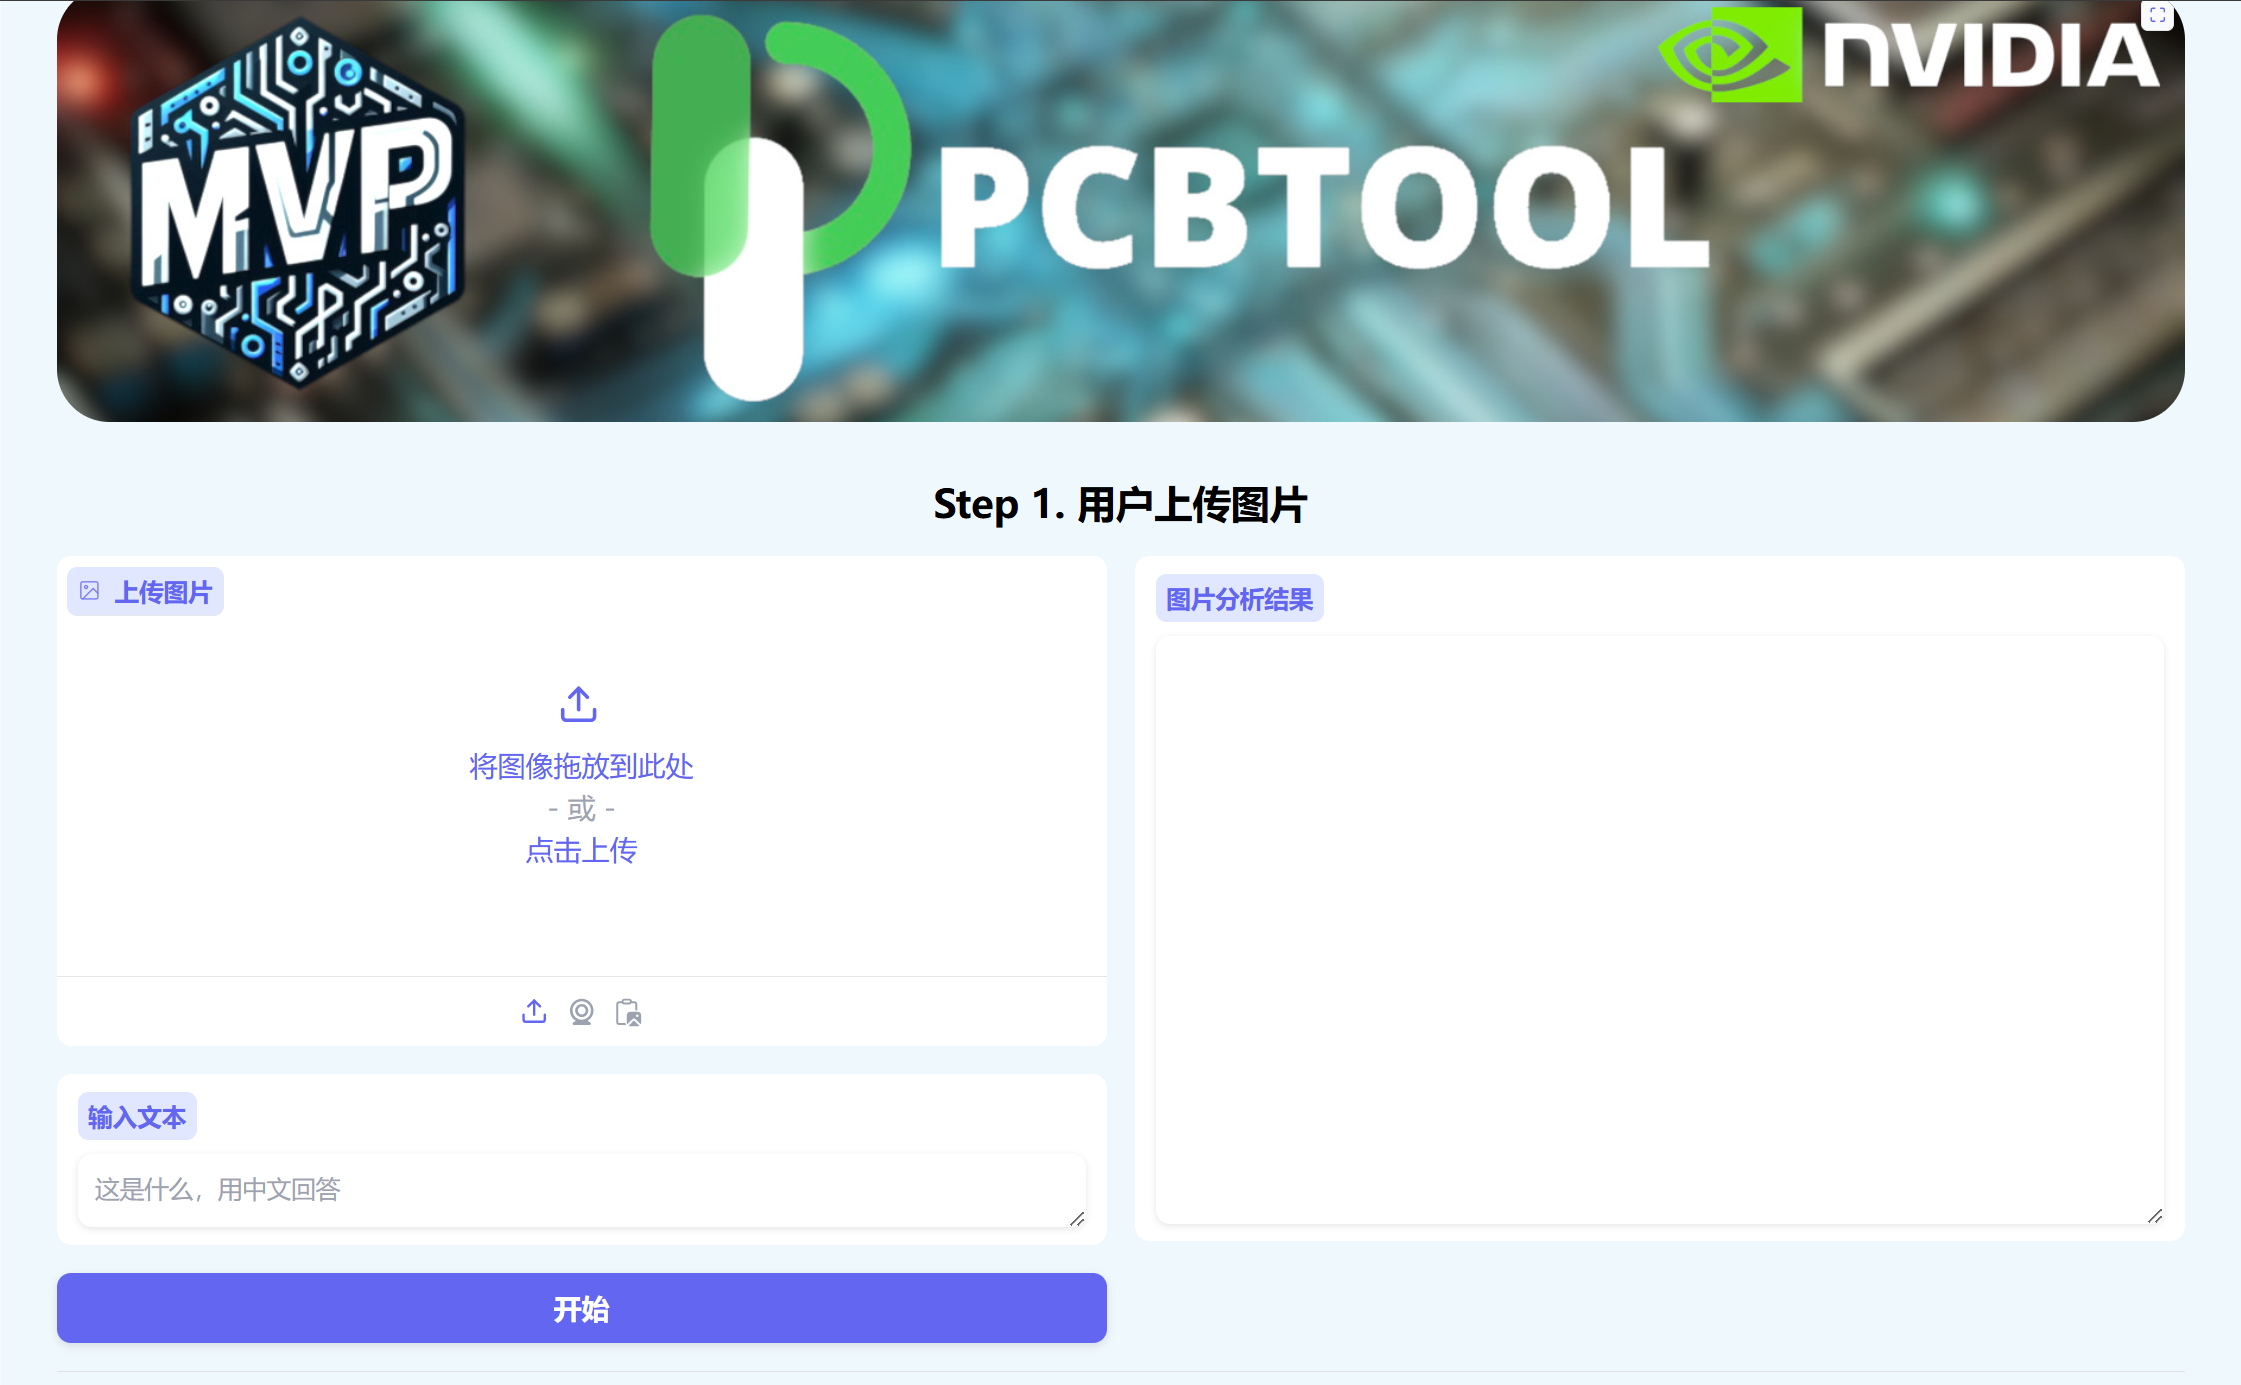 MVP
PCBTOOL
NVIDIA
Step 1. 用户上传图片
上传图片
将图像拖放到此处
- 或 -
点击上传
输入文本
这是什么，用中文回答
开始
图片分析结果